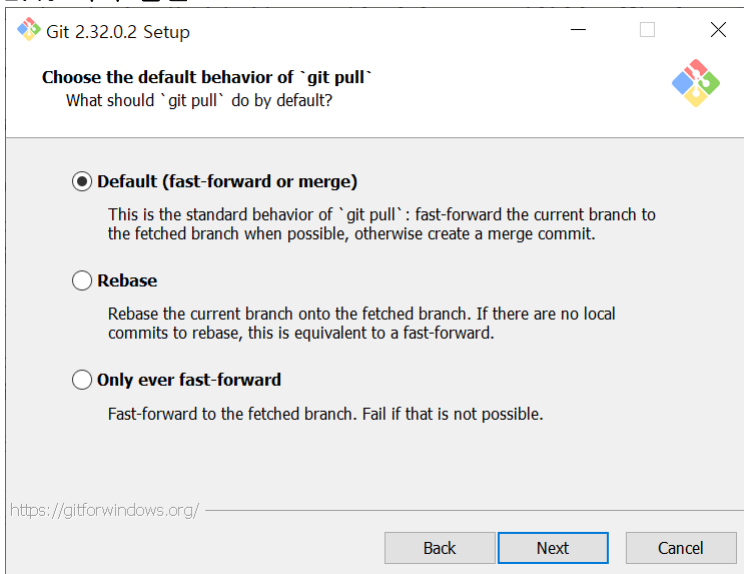 Git 2.32.0.2 Setup
Choose the default behavior of `git pull`
What should `git pull` do by default?
Default (fast-forward or merge)
This is the standard behavior of `git pull`: fast-forward the current branch to
the fetched branch when possible, otherwise create a merge commit.
Rebase
Rebase the current branch onto the fetched branch. If there are no local
commits to rebase, this is equivalent to a fast-forward.
Only ever fast-forward
Fast-forward to the fetched branch. Fail if that is not possible.
https://gitforwindows.org/
Back Next Cancel